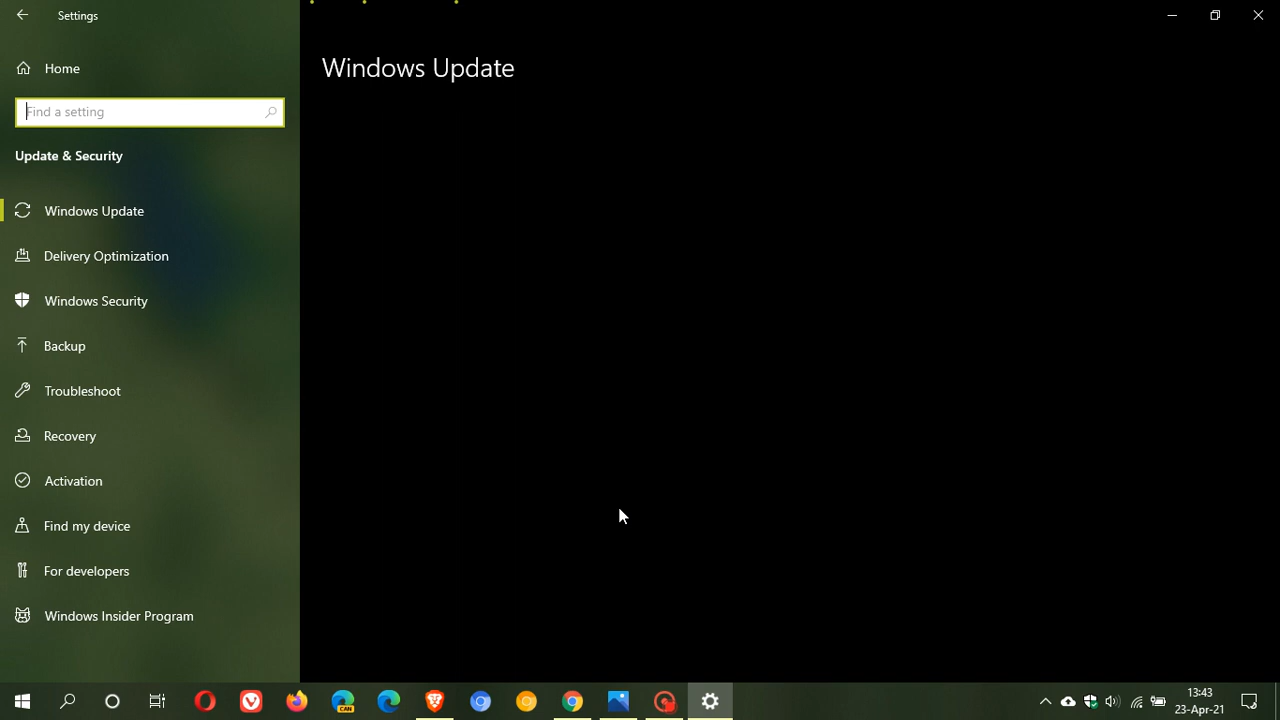 Settings
Home
Find a setting
Update & Security
Windows Update
Delivery Optimization
Windows Security
Backup
Troubleshoot
Recovery
Activation
Find my device
For developers
Windows Insider Program
Windows Update
CAN
13:43
23-Apr-21